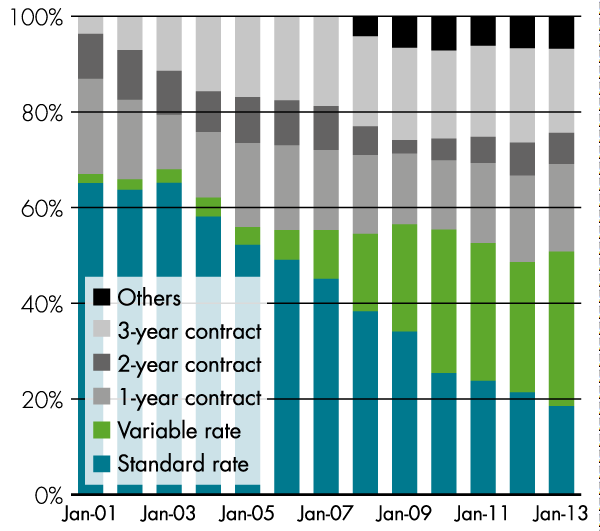 100%
80%
60%
40%
20%
0%
Others
3-year contract
2-year contract
1-year contract
Variable rate
Standard rate
Jan-01 Jan-03 Jan-05 Jan-07 Jan-09 Jan-11 Jan-13